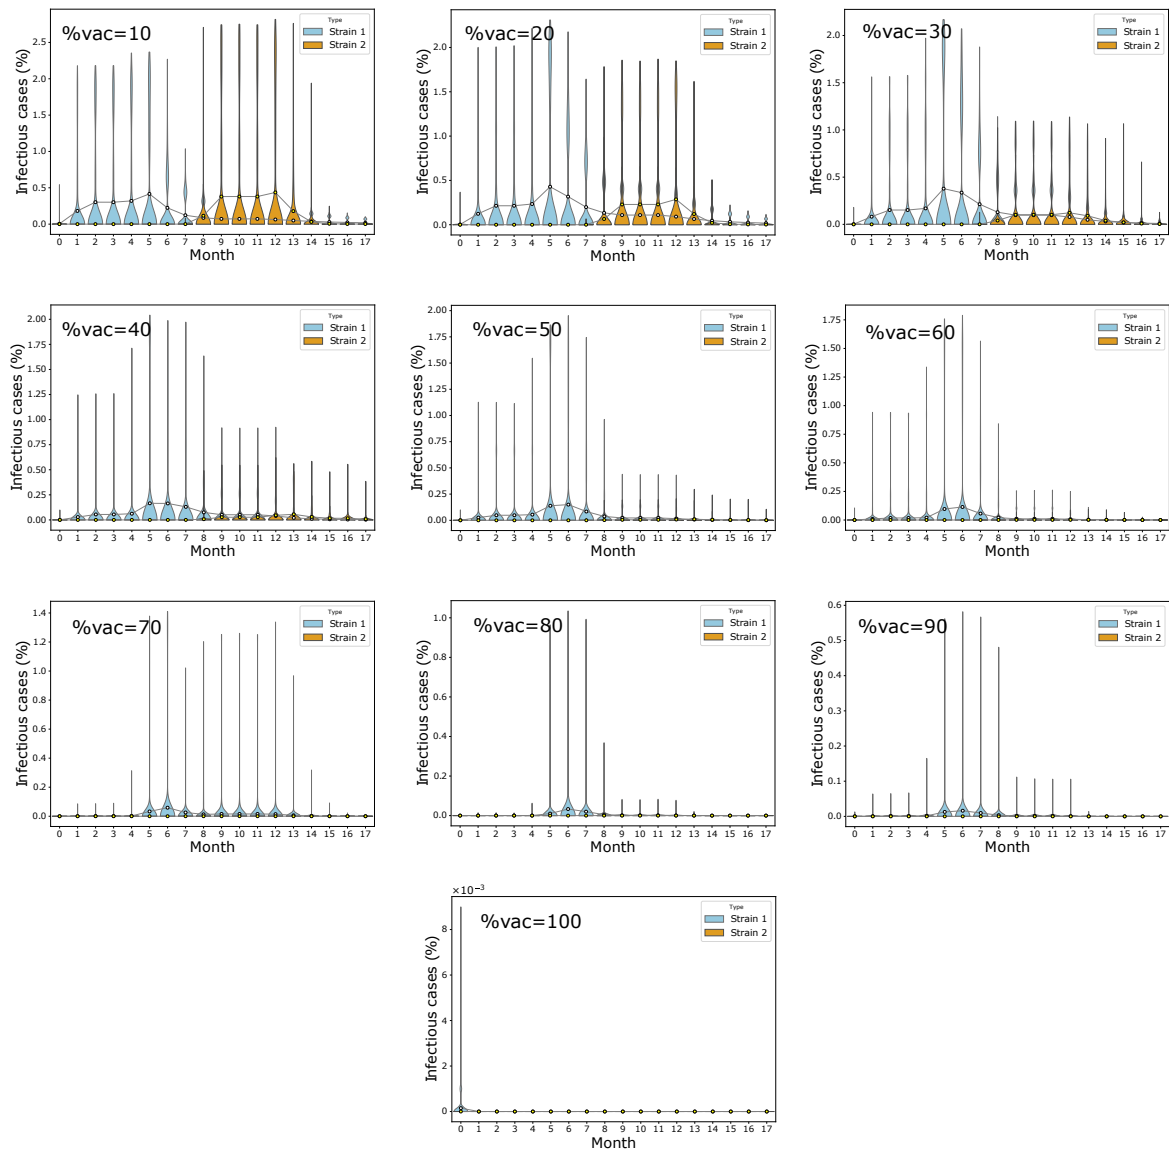 %vac=10
Type
Strain 1
Strain 2
Infectious cases (%)
2.5
2.0
1.5
1.0
0.5
0.0
0 1 2 3 4 5 6 7 8 9 10 11 12 13 14 15 16 17
Month
%vac=20
Type
Strain 1
Strain 2
Infectious cases (%)
2.0
1.5
1.0
0.5
0.0
0 1 2 3 4 5 6 7 8 9 10 11 12 13 14 15 16 17
Month
%vac=30
Type
Strain 1
Strain 2
Infectious cases (%)
2.0
1.5
1.0
0.5
0.0
0 1 2 3 4 5 6 7 8 9 10 11 12 13 14 15 16 17
Month
%vac=40
Type
Strain 1
Strain 2
Infectious cases (%)
2.00
1.75
1.50
1.25
1.00
0.75
0.50
0.25
0.00
0 1 2 3 4 5 6 7 8 9 10 11 12 13 14 15 16 17
Month
%vac=50
Type
Strain 1
Strain 2
Infectious cases (%)
2.00
1.75
1.50
1.25
1.00
0.75
0.50
0.25
0.00
0 1 2 3 4 5 6 7 8 9 10 11 12 13 14 15 16 17
Month
%vac=60
Type
Strain 1
Strain 2
Infectious cases (%)
1.75
1.50
1.25
1.00
0.75
0.50
0.25
0.00
0 1 2 3 4 5 6 7 8 9 10 11 12 13 14 15 16 17
Month
%vac=70
Type
Strain 1
Strain 2
Infectious cases (%)
1.4
1.2
1.0
0.8
0.6
0.4
0.2
0.0
0 1 2 3 4 5 6 7 8 9 10 11 12 13 14 15 16 17
Month
%vac=80
Type
Strain 1
Strain 2
Infectious cases (%)
1.0
0.8
0.6
0.4
0.2
0.0
0 1 2 3 4 5 6 7 8 9 10 11 12 13 14 15 16 17
Month
%vac=90
Type
Strain 1
Strain 2
Infectious cases (%)
0.6
0.5
0.4
0.3
0.2
0.1
0.0
0 1 2 3 4 5 6 7 8 9 10 11 12 13 14 15 16 17
Month
×10⁻³
%vac=100
Type
Strain 1
Strain 2
Infectious cases (%)
8
6
4
2
0
0 1 2 3 4 5 6 7 8 9 10 11 12 13 14 15 16 17
Month